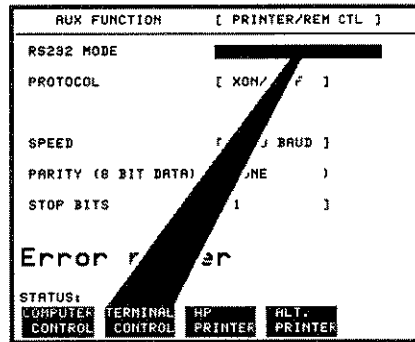 AUX FUNCTION [ PRINTER/REM CTL ]
RS232 MODE
PROTOCOL [ XON/ F ]
SPEED BAUD ]
PARITY (8 BIT DATA) )
STOP BITS 1 ]
Error
STATUS:
COMPUTER CONTROL TERMINAL CONTROL HP PRINTER ALT. PRINTER